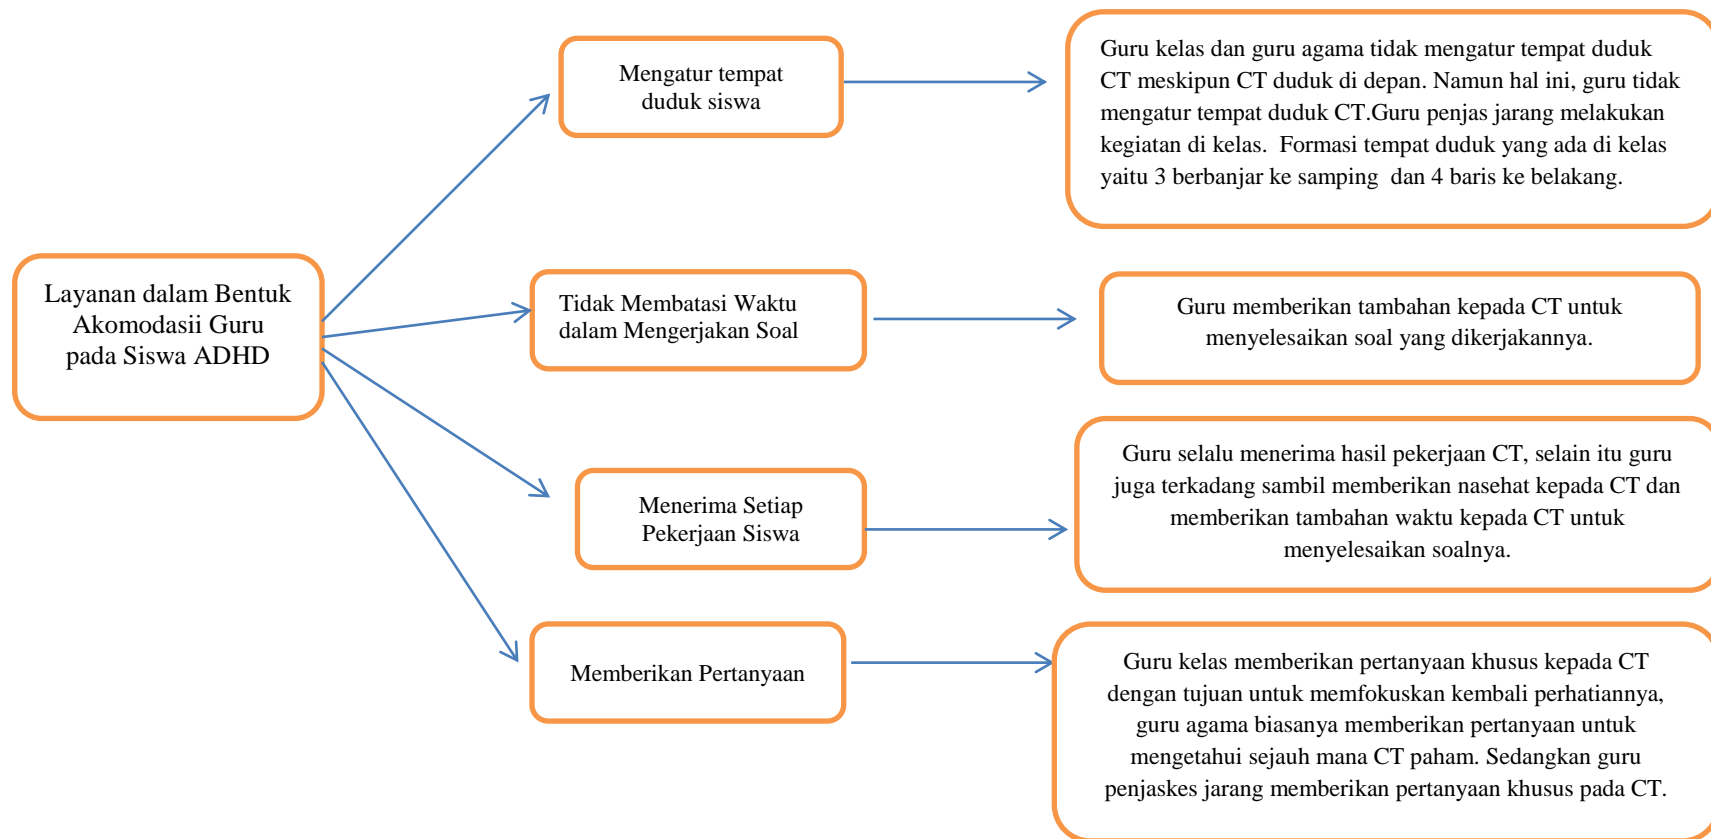 Layanan dalam Bentuk
Akomodasii Guru
pada Siswa ADHD
Mengatur tempat
duduk siswa
Guru kelas dan guru agama tidak mengatur tempat duduk
CT meskipun CT duduk di depan. Namun hal ini, guru tidak
mengatur tempat duduk CT.Guru penjas jarang melakukan
kegiatan di kelas.  Formasi tempat duduk yang ada di kelas
yaitu 3 berbanjar ke samping  dan 4 baris ke belakang.
Tidak Membatasi Waktu
dalam Mengerjakan Soal
Guru memberikan tambahan kepada CT untuk
menyelesaikan soal yang dikerjakannya.
Menerima Setiap
Pekerjaan Siswa
Guru selalu menerima hasil pekerjaan CT, selain itu guru
juga terkadang sambil memberikan nasehat kepada CT dan
memberikan tambahan waktu kepada CT untuk
menyelesaikan soalnya.
Memberikan Pertanyaan
Guru kelas memberikan pertanyaan khusus kepada CT
dengan tujuan untuk memfokuskan kembali perhatiannya,
guru agama biasanya memberikan pertanyaan untuk
mengetahui sejauh mana CT paham. Sedangkan guru
penjaskes jarang memberikan pertanyaan khusus pada CT.